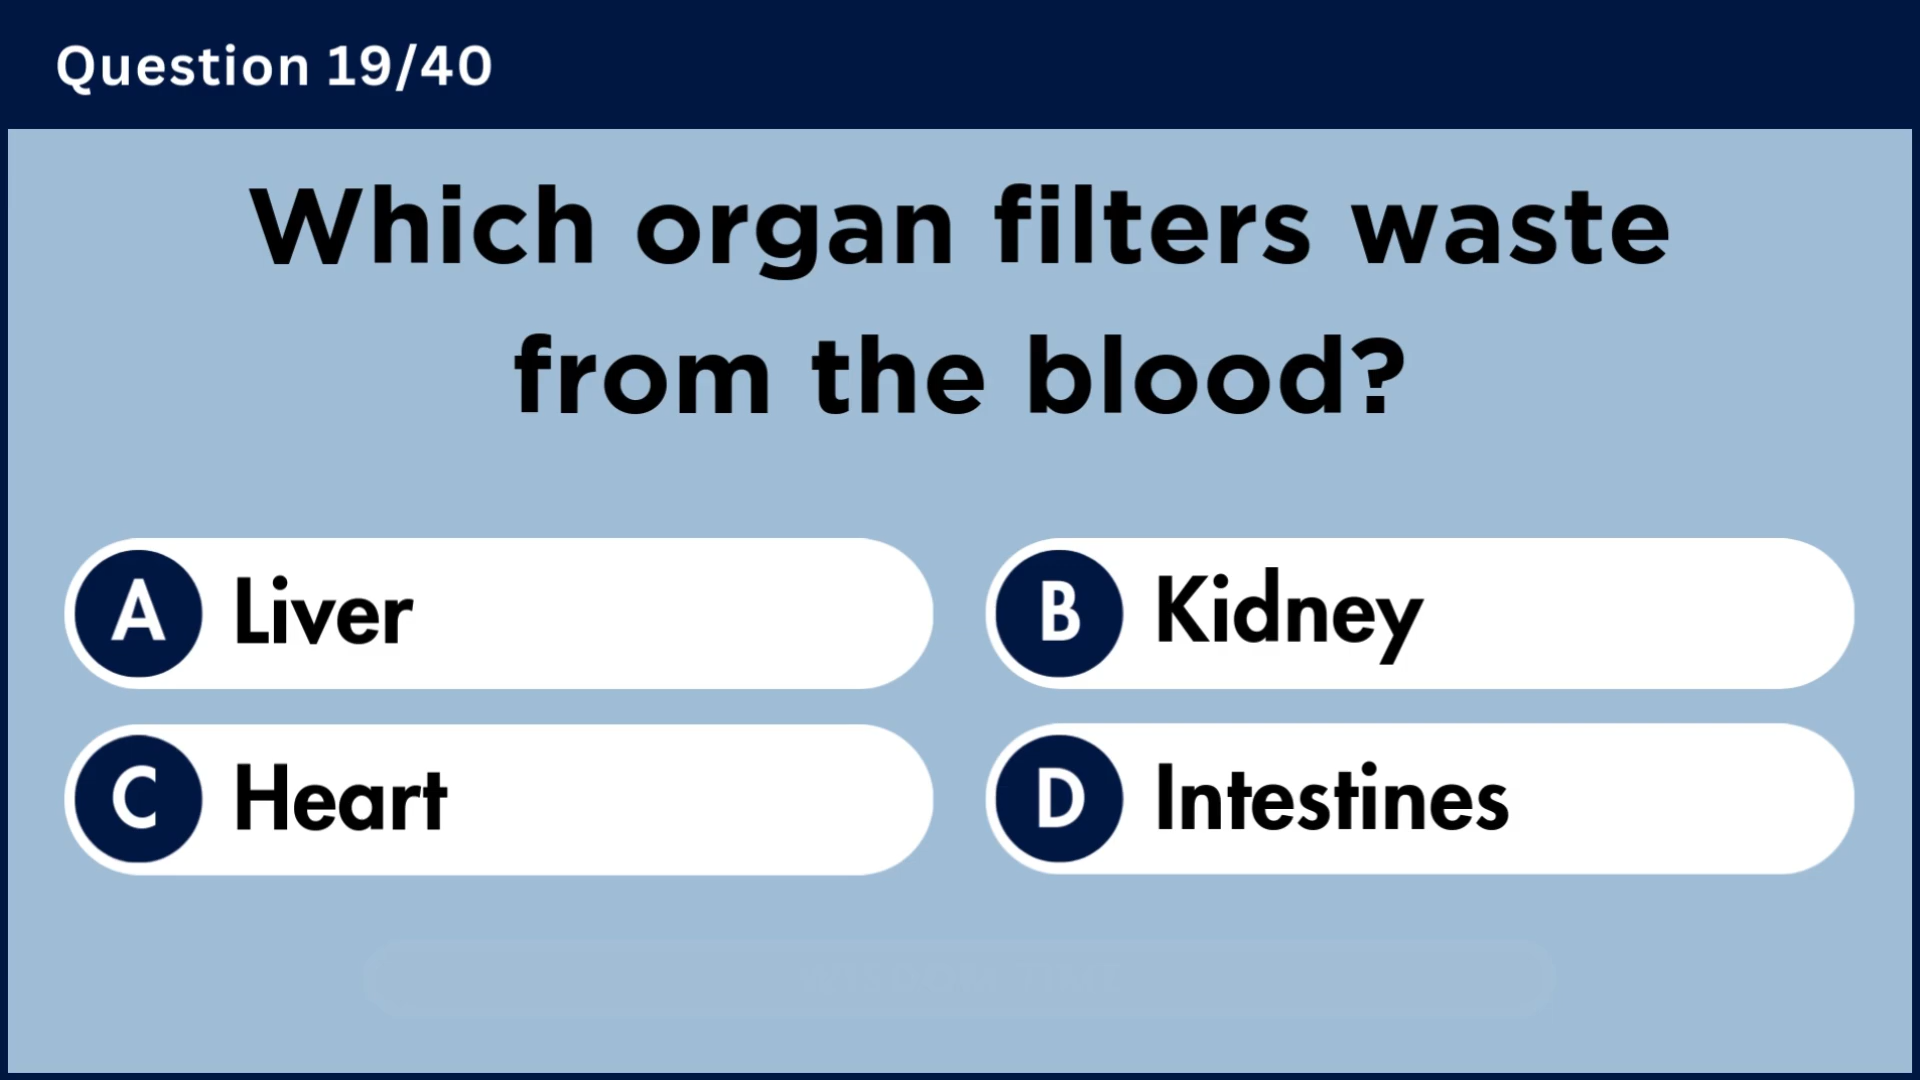 Question 19/40
Which organ filters waste
from the blood?
A Liver
B Kidney
C Heart
D Intestines